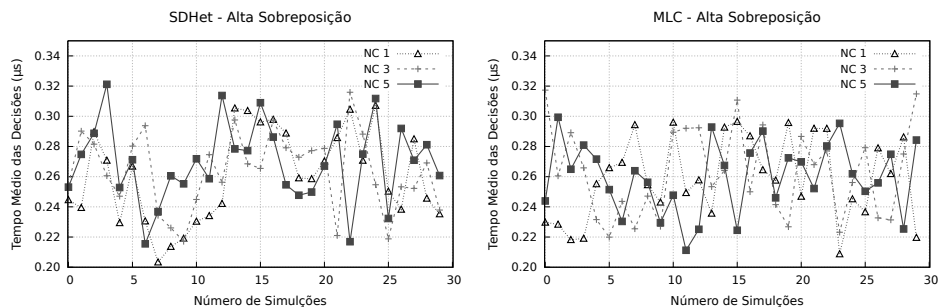 SDHet - Alta Sobreposição
Tempo Médio das Decisões (µs)
0.34
0.32
0.30
0.28
0.26
0.24
0.22
0.20
NC 1
NC 3
NC 5
0 5 10 15 20 25 30
Número de Simulções
MLC - Alta Sobreposição
Tempo Médio das Decisões (µs)
0.34
0.32
0.30
0.28
0.26
0.24
0.22
0.20
NC 1
NC 3
NC 5
0 5 10 15 20 25 30
Número de Simulções